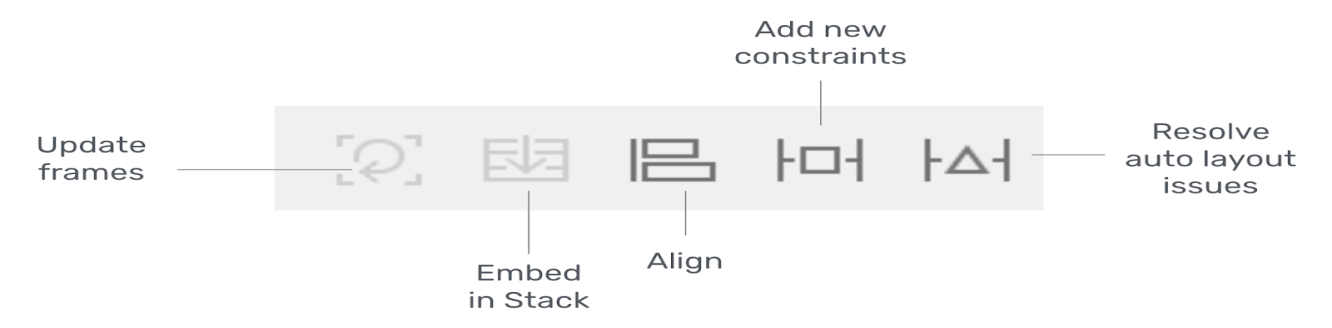 Add new
constraints
Update
frames
Resolve
auto layout
issues
Embed
in Stack
Align